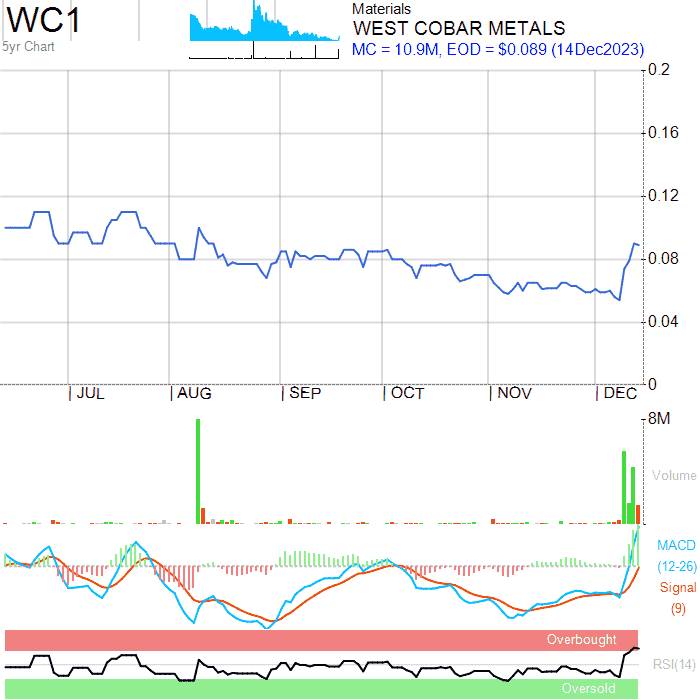 WC1
5yr Chart
Materials
WEST COBAR METALS
MC = 10.9M, EOD = $0.089 (14Dec2023)
0.2
0.16
0.12
0.08
0.04
0
JUL AUG SEP OCT NOV DEC
8M
Volume
MACD
(12-26)
Signal
(9)
Overbought
RSI(14)
Oversold